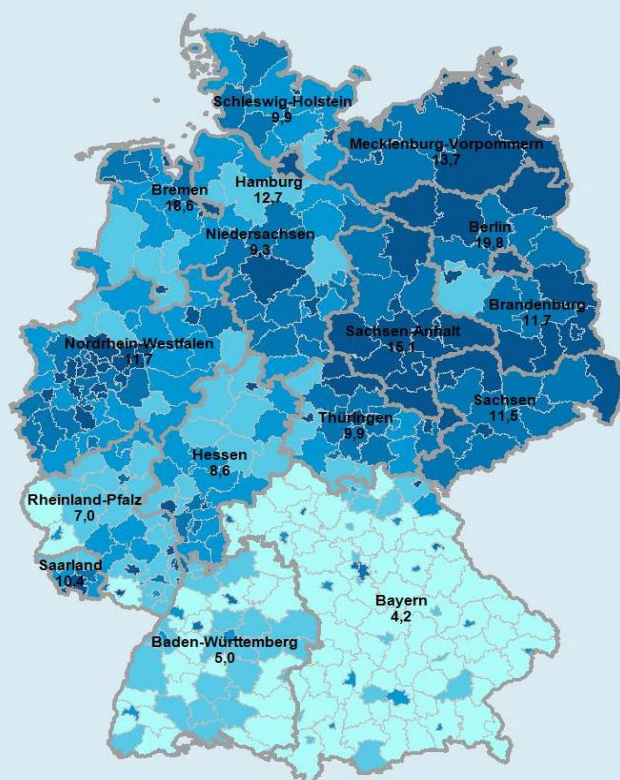 Schleswig-Holstein
9,9
Mecklenburg-Vorpommern
13,7
Hamburg
12,7
Bremen
18,6
Niedersachsen
9,3
Berlin
19,8
Brandenburg
11,7
Sachsen-Anhalt
15,1
Nordrhein-Westfalen
11,7
Sachsen
11,5
Thüringen
9,9
Hessen
8,6
Rheinland-Pfalz
7,0
Saarland
10,4
Bayern
4,2
Baden-Württemberg
5,0